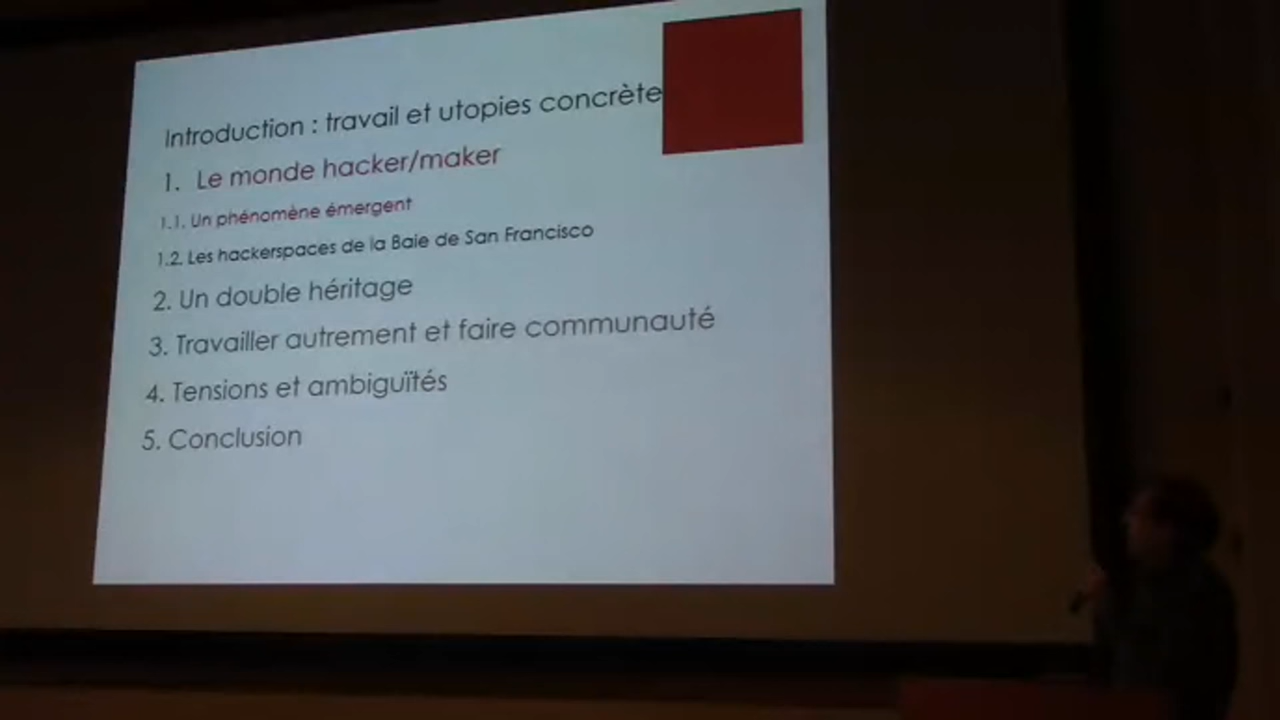 Introduction : travail et utopies concrète
1. Le monde hacker/maker
1.1. Un phénomène émergent
1.2. Les hackerspaces de la Baie de San Francisco
2. Un double héritage
3. Travailler autrement et faire communauté
4. Tensions et ambiguïtés
5. Conclusion